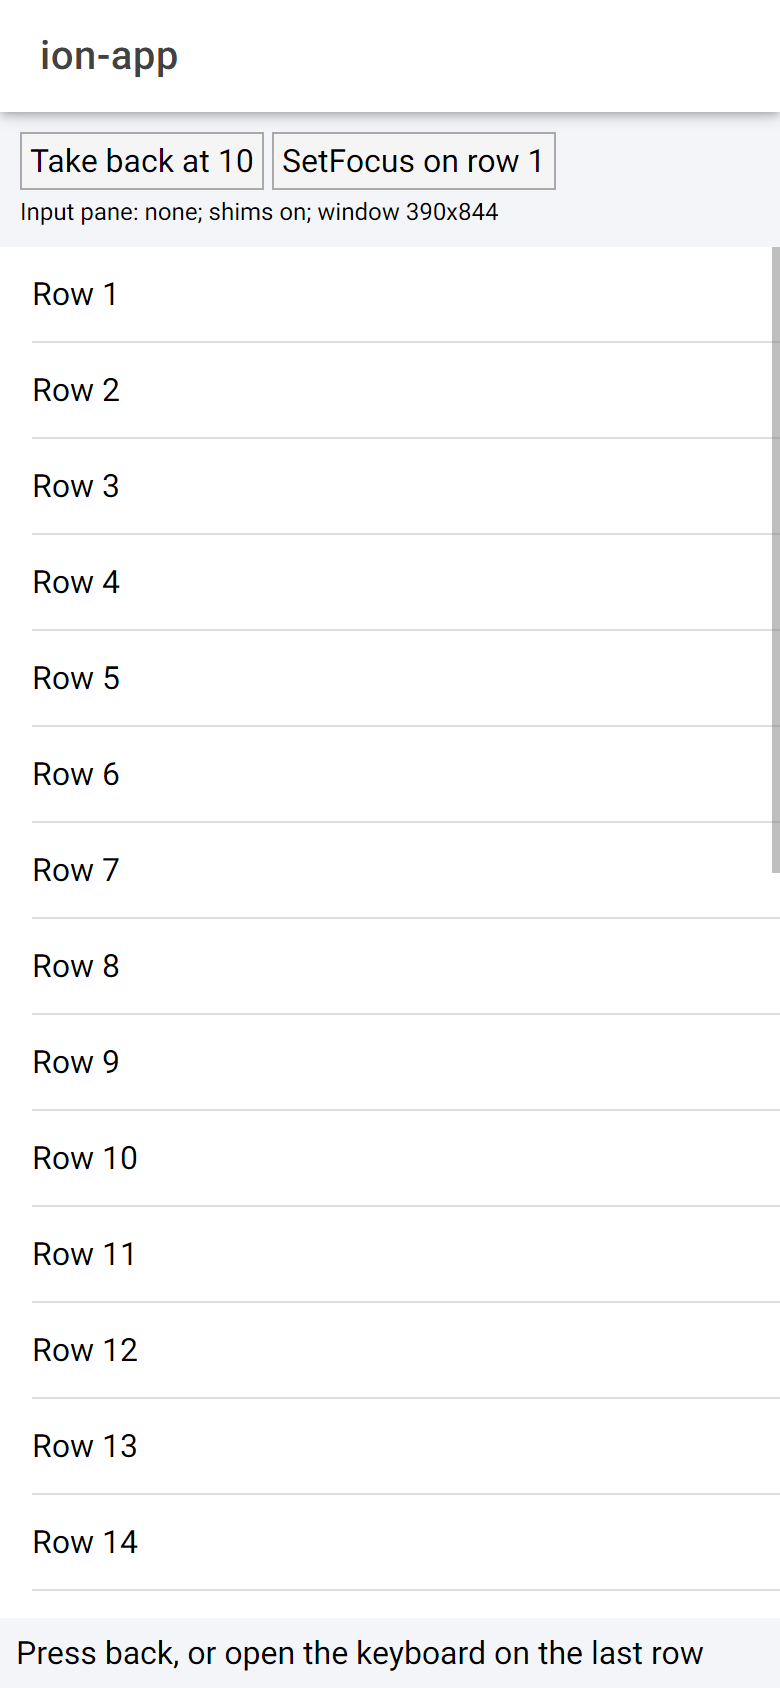 ion-app
Take back at 10 SetFocus on row 1
Input pane: none; shims on; window 390x844
Row 1
Row 2
Row 3
Row 4
Row 5
Row 6
Row 7
Row 8
Row 9
Row 10
Row 11
Row 12
Row 13
Row 14
Press back, or open the keyboard on the last row